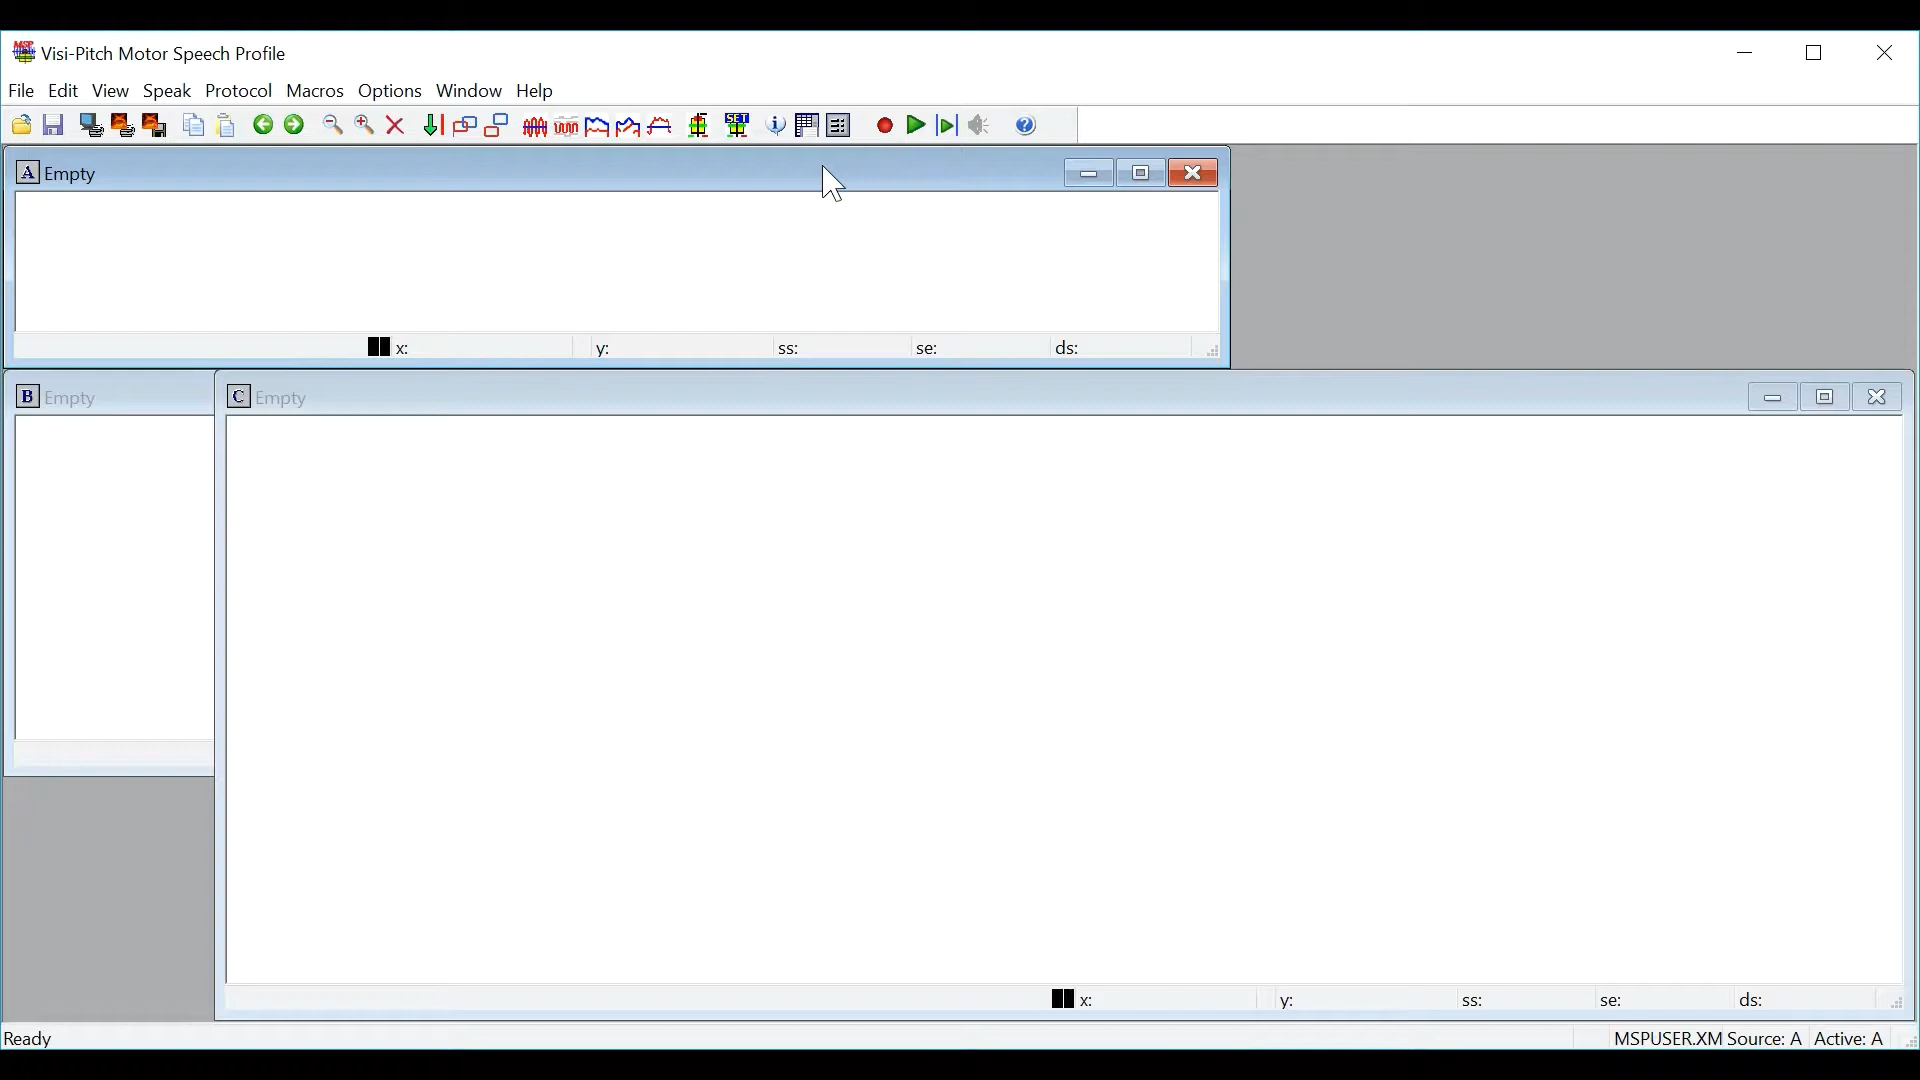 Visi-Pitch Motor Speech Profile
File Edit View Speak Protocol Macros Options Window Help
SET
A Empty
x: y: ss: se: ds:
B Empty
C Empty
x: y: ss: se: ds:
Ready
MSPUSER.XM Source: A Active: A